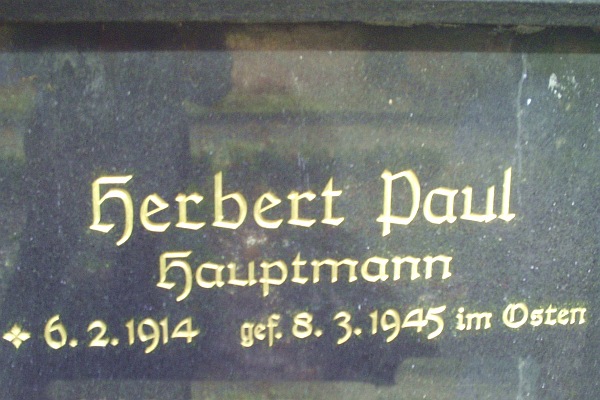 Herbert Paul
Hauptmann
6.2.1914 gef. 8.3.1945 im Osten